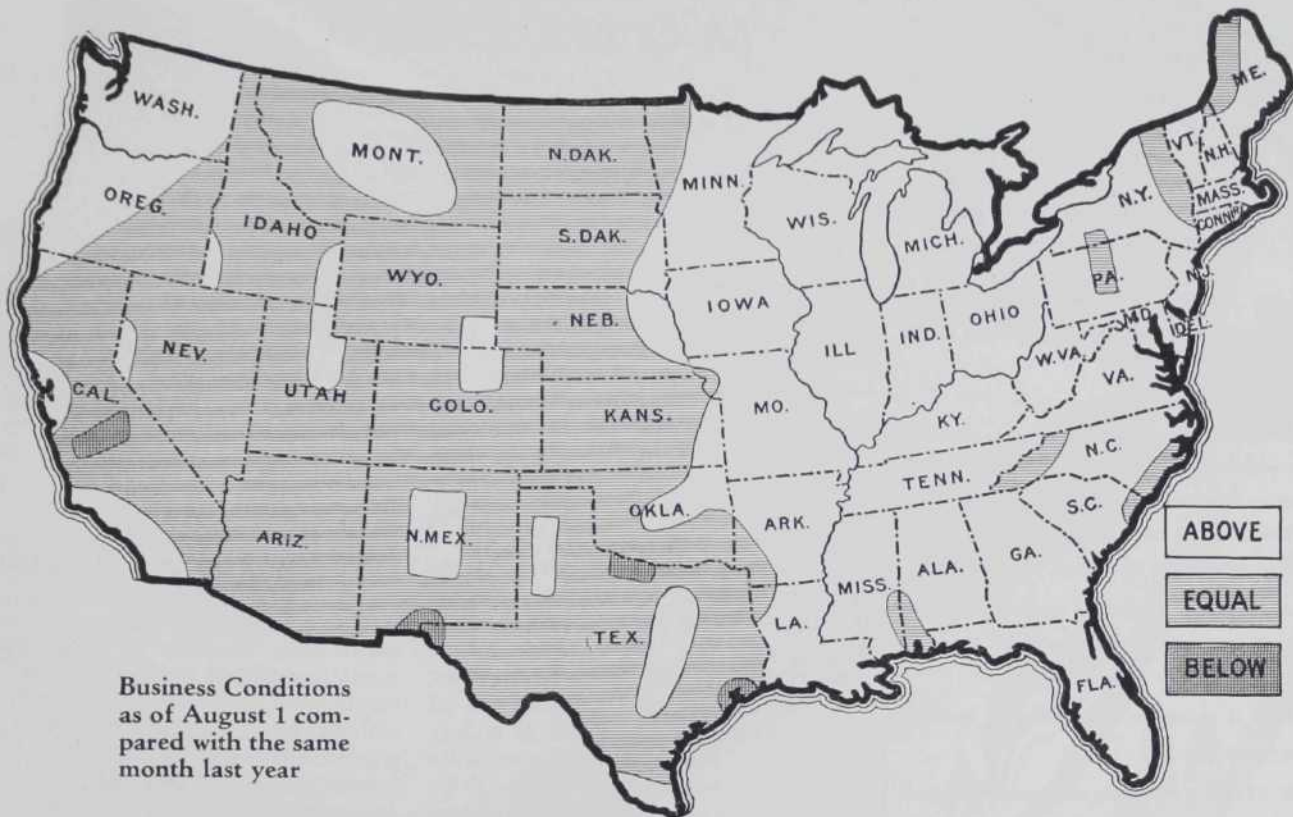 WASH.
MONT.
N.DAK.
MINN.
ME.
VT.
N.H.
OREG.
IDAHO
S.DAK.
WIS.
MICH.
N.Y.
MASS.
CONN.
WYO.
IOWA
PA.
N.J.
NEB.
OHIO
NEV.
ILL
IND.
MD.
DEL.
W.VA.
VA.
CAL.
UTAH
COLO.
KANS.
MO.
KY.
N.C.
TENN.
OKLA.
ARK.
S.C.
ARIZ.
N.MEX.
MISS.
ALA.
GA.
ABOVE
EQUAL
BELOW
TEX.
LA.
FLA.
Business Conditions
as of August 1 com-
pared with the same
month last year